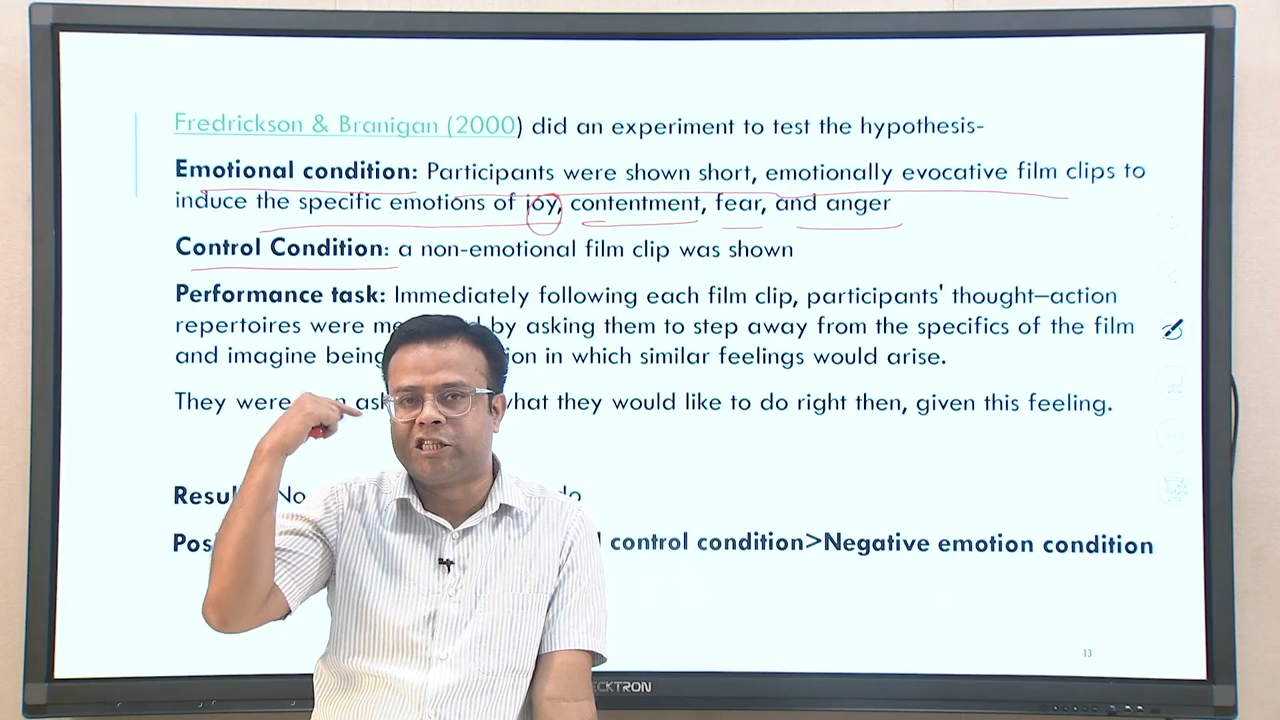 Fredrickson & Branigan (2000) did an experiment to test the hypothesis-
Emotional condition: Participants were shown short, emotionally evocative film clips to
induce the specific emotions of joy, contentment, fear, and anger
Control Condition: a non-emotional film clip was shown
Performance task: Immediately following each film clip, participants' thought–action
repertoires were by asking them to step away from the specifics of the film
and imagine being in which similar feelings would arise.
They were what they would like to do right then, given this feeling.
No do
control condition>Negative emotion condition
13